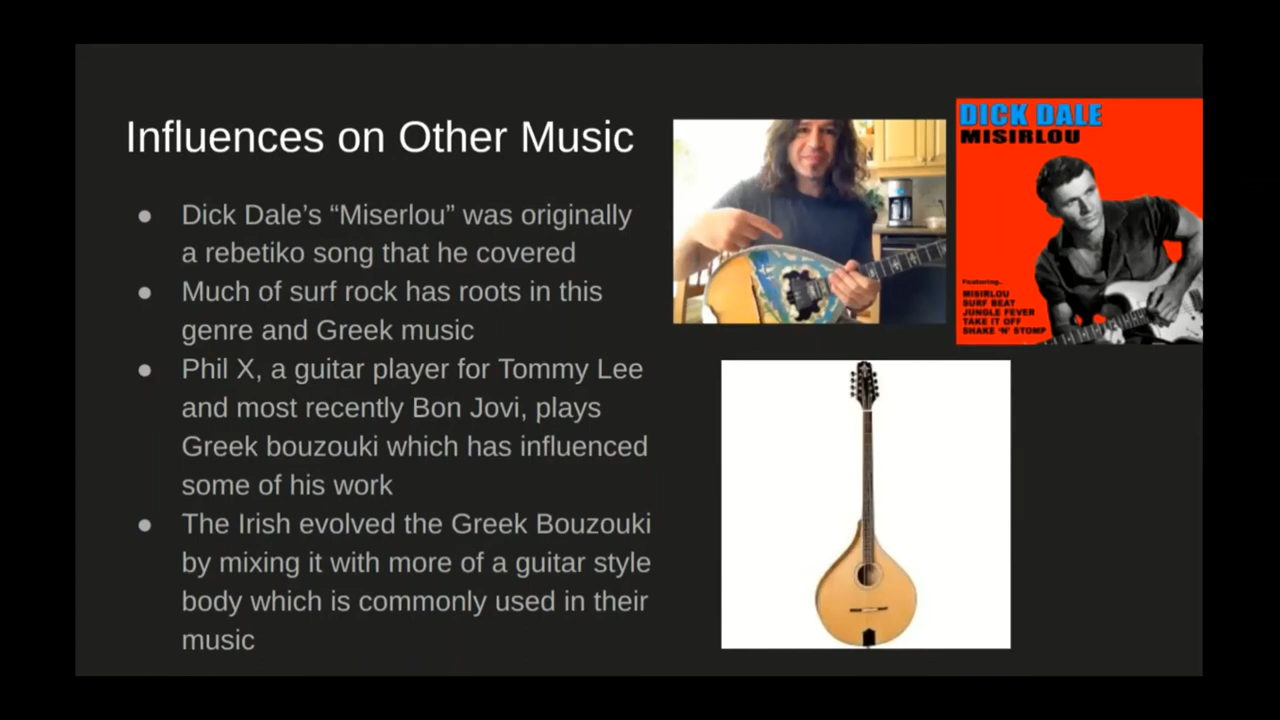 Influences on Other Music
● Dick Dale’s “Miserlou” was originally
a rebetiko song that he covered
● Much of surf rock has roots in this
genre and Greek music
● Phil X, a guitar player for Tommy Lee
and most recently Bon Jovi, plays
Greek bouzouki which has influenced
some of his work
● The Irish evolved the Greek Bouzouki
by mixing it with more of a guitar style
body which is commonly used in their
music
DICK DALE
MISIRLOU
Featuring..
MISIRLOU
SURF BEAT
JUNGLE FEVER
TAKE IT OFF
SHAKE 'N' STOMP